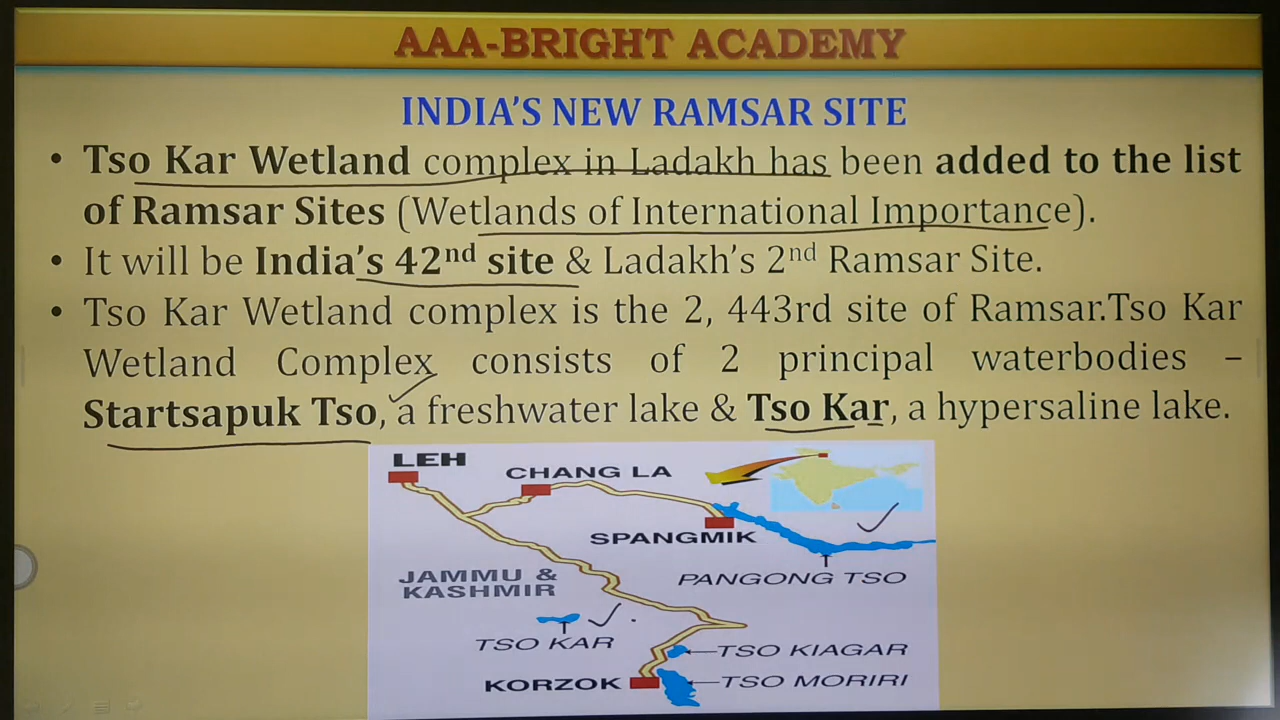 AAA-BRIGHT ACADEMY
INDIA'S NEW RAMSAR SITE
• Tso Kar Wetland complex in Ladakh has been added to the list
of Ramsar Sites (Wetlands of International Importance).
• It will be India's 42nd site & Ladakh's 2nd Ramsar Site.
• Tso Kar Wetland complex is the 2, 443rd site of Ramsar.Tso Kar
Wetland Complex consists of 2 principal waterbodies –
Startsapuk Tso, a freshwater lake & Tso Kar, a hypersaline lake.
LEH
CHANG LA
SPANGMIK
PANGONG TSO
JAMMU &
KASHMIR
TSO KAR
TSO KIAGAR
KORZOK
TSO MORIRI